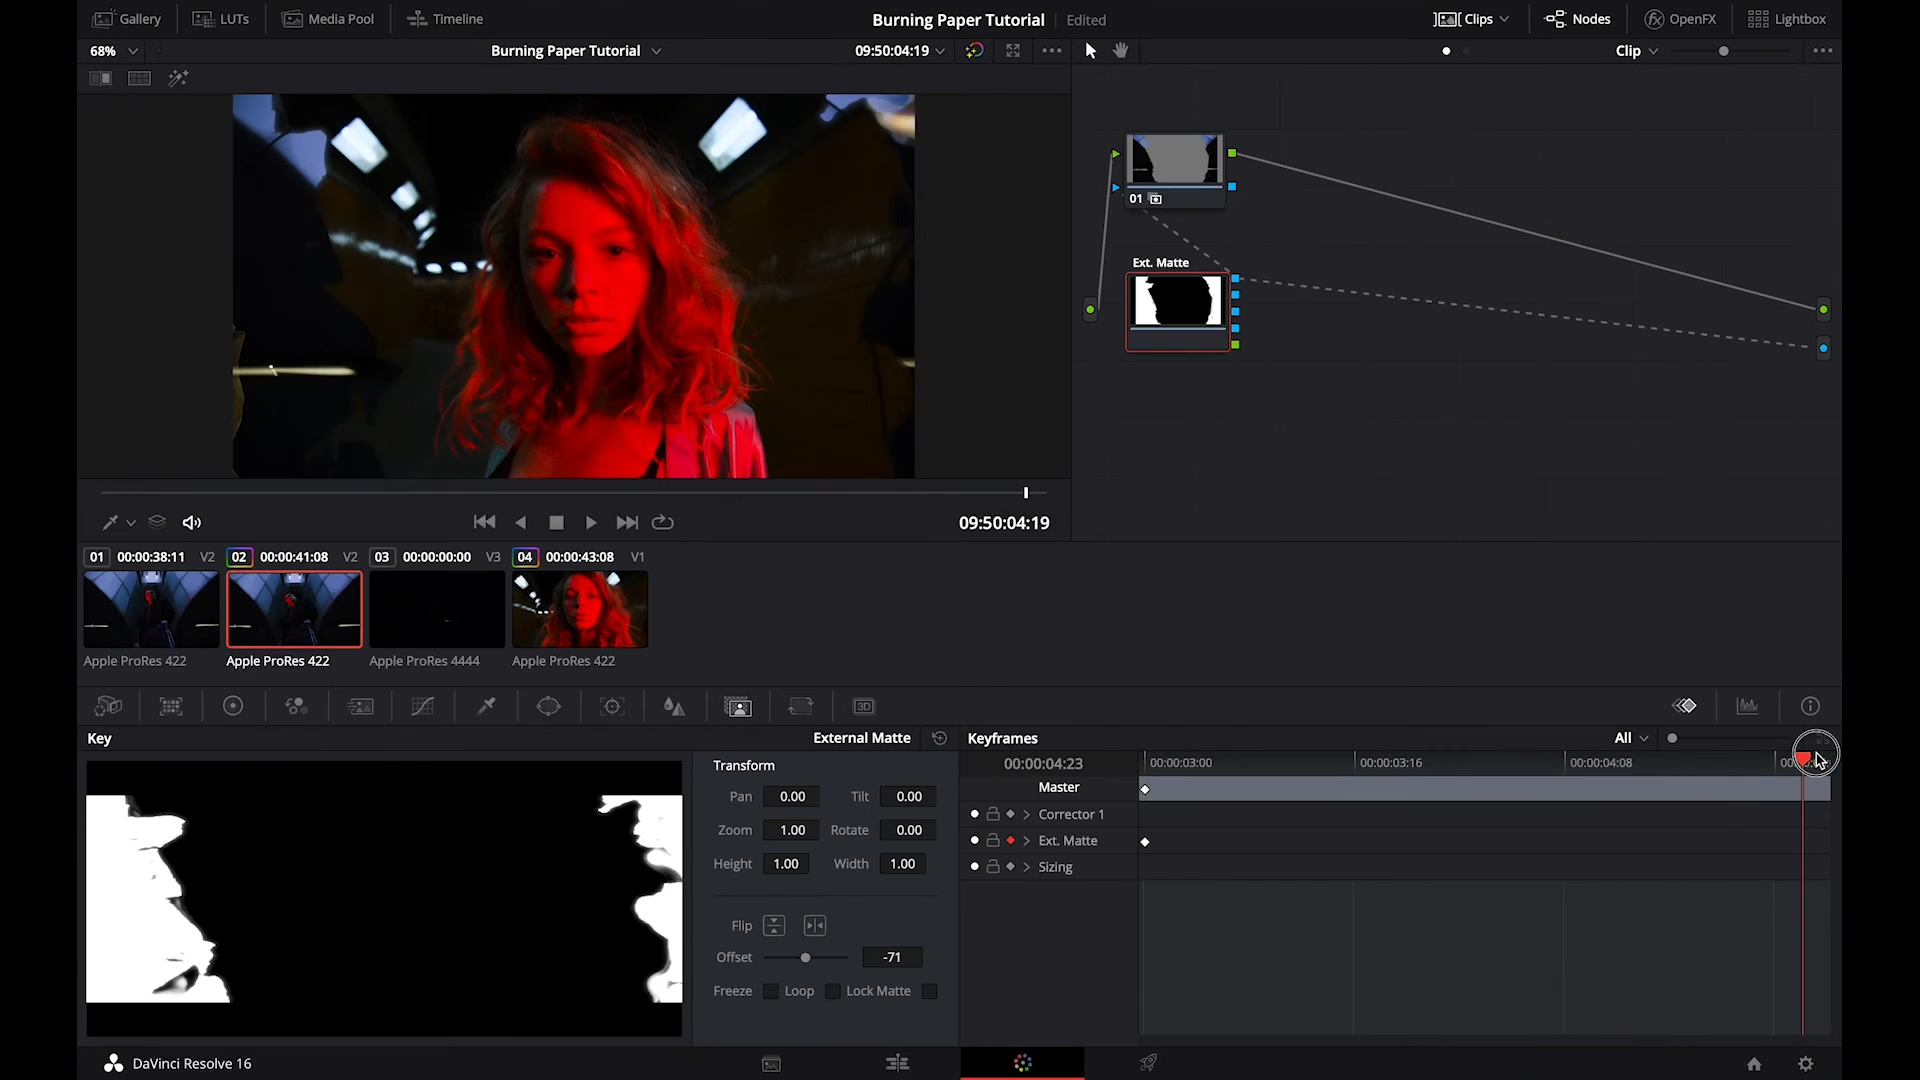 Gallery
LUTs
Media Pool
Timeline
Burning Paper Tutorial
Edited
Clips
Nodes
OpenFX
Lightbox
68%
Burning Paper Tutorial
09:50:04:19
Clip
01
Ext. Matte
09:50:04:19
01 00:00:38:11 V2
02 00:00:41:08 V2
03 00:00:00:00 V3
04 00:00:43:08 V1
Apple ProRes 422
Apple ProRes 422
Apple ProRes 4444
Apple ProRes 422
3D
Key
External Matte
Keyframes
All
Transform
Pan 0.00 Tilt 0.00
Zoom 1.00 Rotate 0.00
Height 1.00 Width 1.00
Flip
Offset -71
Freeze Loop Lock Matte
00:00:04:23
00:00:03:00
00:00:03:16
00:00:04:08
Master
Corrector 1
Ext. Matte
Sizing
DaVinci Resolve 16